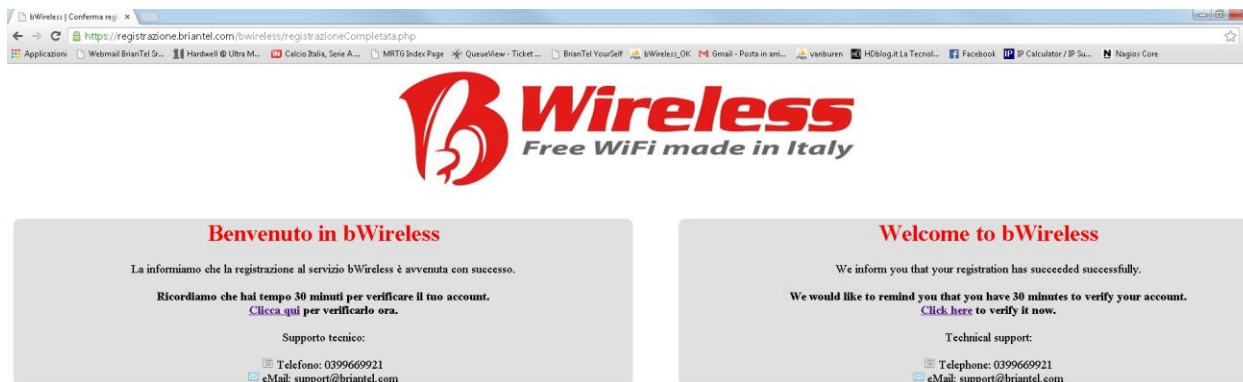 bWireless | Conferma regi
https://registrazione.briantel.com/bwireless/registrazioneCompletata.php
Applicazioni Webmail BrianTel Sr... Hardwell @ Ultra M... Calcio Italia, Serie A ... MRTG Index Page QueueView - Ticket ... BrianTel YourSelf bWireless_OK Gmail - Posta in arri... vanburen HDblog.it La Tecnol... Facebook IP IP Calculator / IP Su... N Nagios Core
B Wireless
Free WiFi made in Italy
Benvenuto in bWireless
La informiamo che la registrazione al servizio bWireless è avvenuta con successo.
Ricordiamo che hai tempo 30 minuti per verificare il tuo account.
Clicca qui per verificarlo ora.
Supporto tecnico:
Telefono: 0399669921
eMail: support@briantel.com
Welcome to bWireless
We inform you that your registration has succeeded successfully.
We would like to remind you that you have 30 minutes to verify your account.
Click here to verify it now.
Technical support:
Telephone: 0399669921
eMail: support@briantel.com